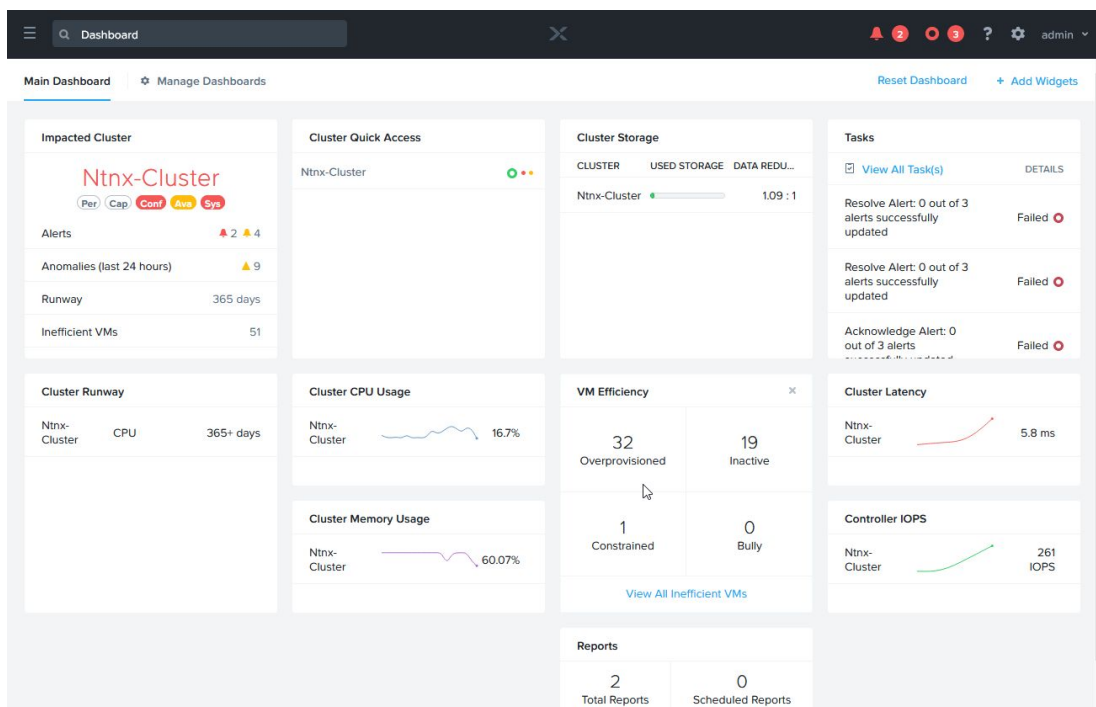 Dashboard
2
3
?
admin
Main Dashboard
Manage Dashboards
Reset Dashboard
+ Add Widgets
Impacted Cluster
Ntnx-Cluster
Per Cap Conf Ava Sys
Alerts 2 4
Anomalies (last 24 hours) 9
Runway 365 days
Inefficient VMs 51
Cluster Quick Access
Ntnx-Cluster
Cluster Storage
CLUSTER USED STORAGE DATA REDU...
Ntnx-Cluster 1.09 : 1
Tasks
View All Task(s) DETAILS
Resolve Alert: 0 out of 3
alerts successfully
updated
Failed
Resolve Alert: 0 out of 3
alerts successfully
updated
Failed
Acknowledge Alert: 0
out of 3 alerts
Failed
Cluster Runway
Ntnx-
Cluster
CPU
365+ days
Cluster CPU Usage
Ntnx-
Cluster
16.7%
VM Efficiency
32
Overprovisioned
19
Inactive
1
Constrained
0
Bully
View All Inefficient VMs
Cluster Latency
Ntnx-
Cluster
5.8 ms
Cluster Memory Usage
Ntnx-
Cluster
60.07%
Controller IOPS
Ntnx-
Cluster
261
IOPS
Reports
2
Total Reports
0
Scheduled Reports